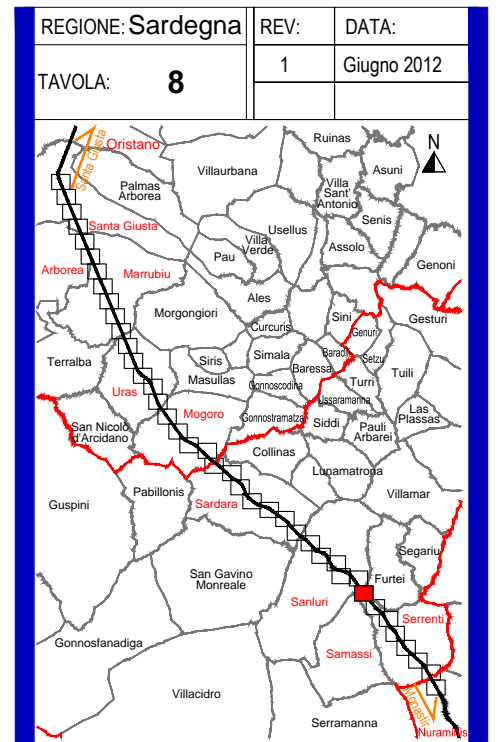 REGIONE: Sardegna
REV:
DATA:
TAVOLA: 8
1
Giugno 2012
N
Ruinas
Oristano
Santa Giusta
Villaurbana
Asuni
Palmas
Arborea
Villa
Sant'
Antonio
Senis
Santa Giusta
Usellus
Villa
Verde
Assolo
Pau
Genoni
Arborea
Marrubiu
Ales
Morgongiori
Sini
Gesturi
Curcuris
Genuri
Terralba
Siris
Simala
Baradili
Setzu
Baressa
Tuili
Masullas
Gonnoscodina
Turri
Uras
Ussaramanna
Mogoro
Gonnostramatza
Siddi
Las
Plassas
San Nicolò
d'Arcidano
Pauli
Arbarei
Collinas
Lunamatrona
Pabillonis
Villamar
Guspini
Sardara
Segariu
San Gavino
Monreale
Furtei
Sanluri
Serrenti
Gonnosfanadiga
Samassi
Villacidro
Monastir
Serramanna
Nuraminis